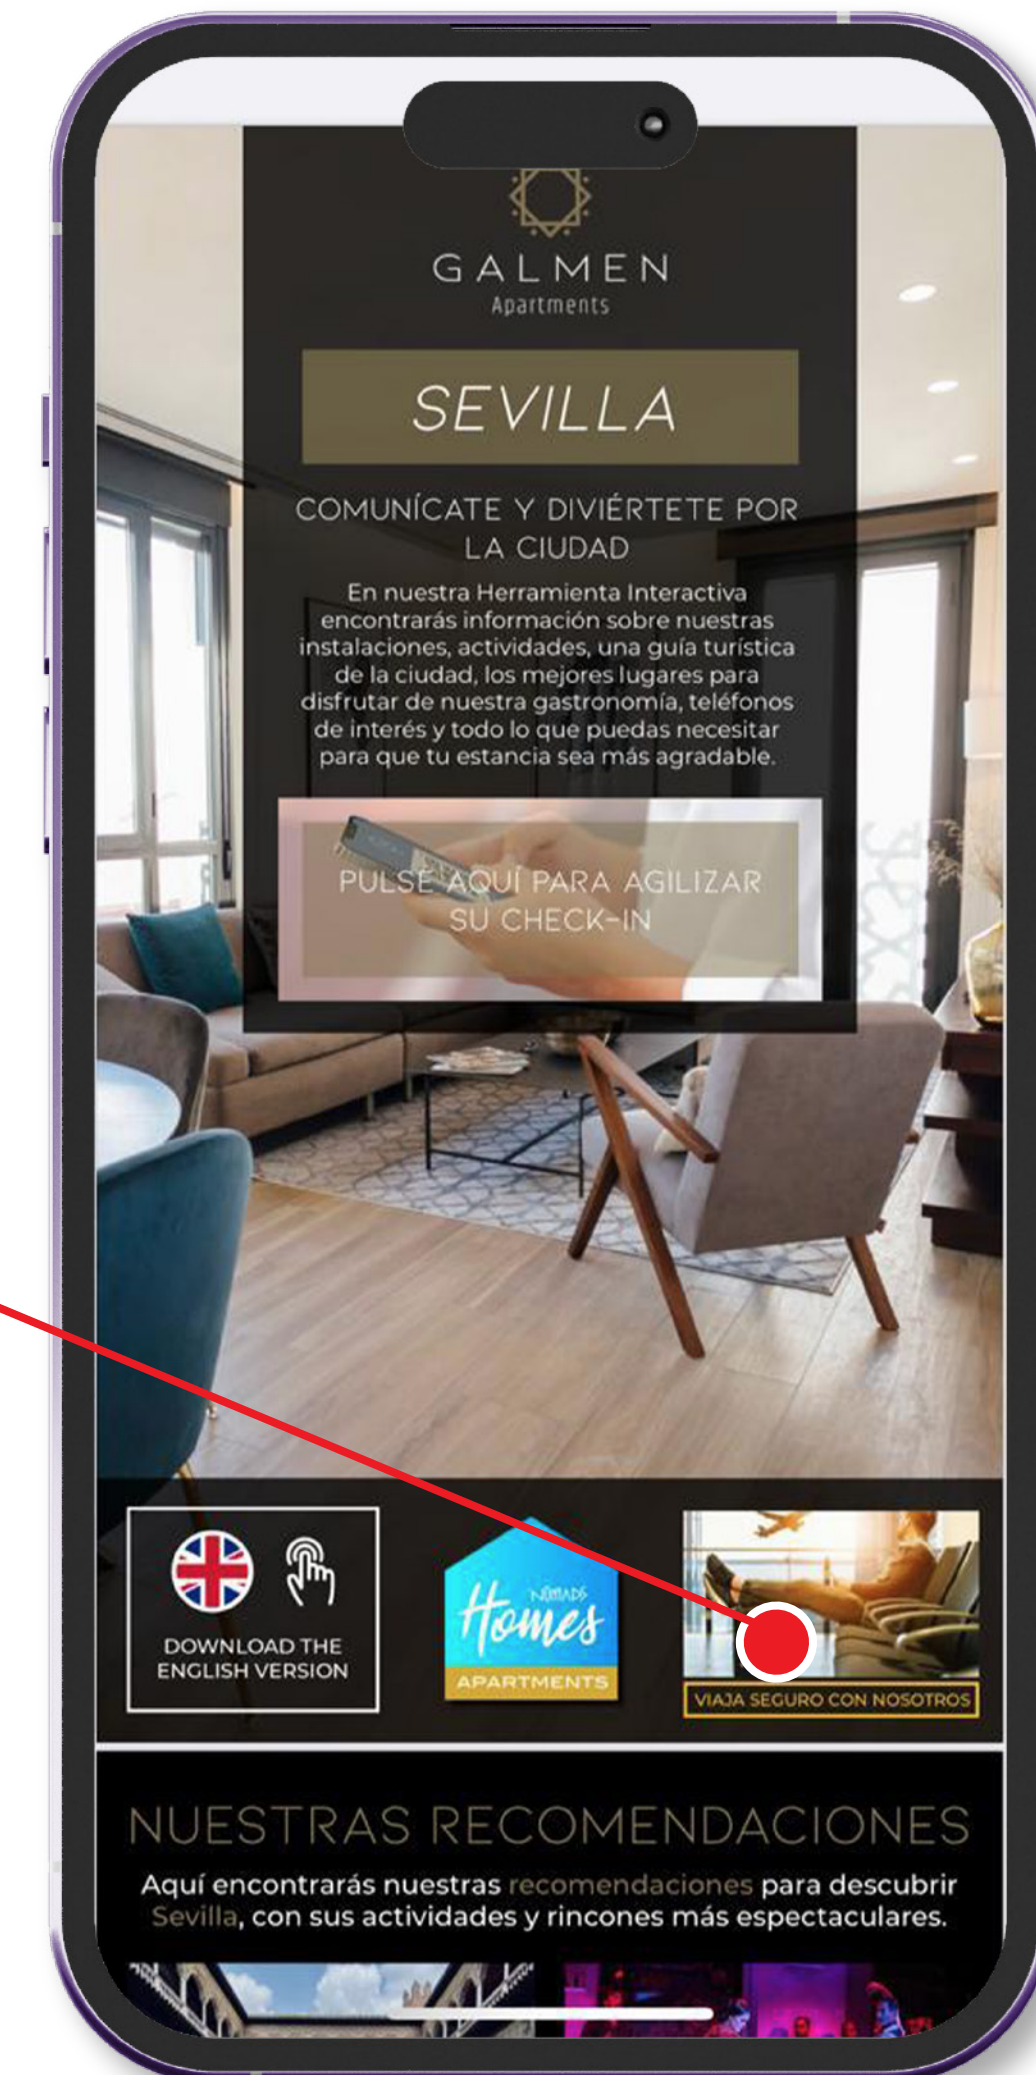 GALMEN
Apartments
SEVILLA
COMUNÍCATE Y DIVIÉRTETE POR
LA CIUDAD
En nuestra Herramienta Interactiva
encontrarás información sobre nuestras
instalaciones, actividades, una guía turística
de la ciudad, los mejores lugares para
disfrutar de nuestra gastronomía, teléfonos
de interés y todo lo que puedas necesitar
para que tu estancia sea más agradable.
PULSE AQUÍ PARA AGILIZAR
SU CHECK-IN
DOWNLOAD THE
ENGLISH VERSION
NÓMADS
Homes
APARTMENTS
VIAJA SEGURO CON NOSOTROS
NUESTRAS RECOMENDACIONES
Aquí encontrarás nuestras recomendaciones para descubrir
Sevilla, con sus actividades y rincones más espectaculares.